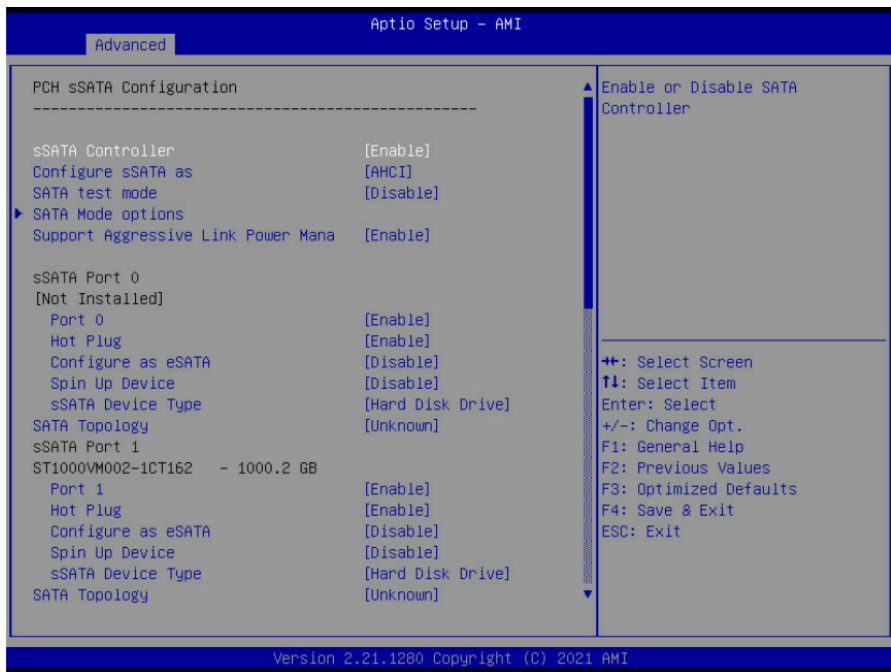 Aptio Setup - AMI
Advanced
PCH sSATA Configuration
--------------------------------------------------
sSATA Controller [Enable]
Configure sSATA as [AHCI]
SATA test mode [Disable]
SATA Mode options
Support Aggressive Link Power Mana [Enable]
sSATA Port 0
[Not Installed]
Port 0 [Enable]
Hot Plug [Enable]
Configure as eSATA [Disable]
Spin Up Device [Disable]
sSATA Device Type [Hard Disk Drive]
SATA Topology [Unknown]
sSATA Port 1
ST1000VM002-1CT162 - 1000.2 GB
Port 1 [Enable]
Hot Plug [Enable]
Configure as eSATA [Disable]
Spin Up Device [Disable]
sSATA Device Type [Hard Disk Drive]
SATA Topology [Unknown]
Enable or Disable SATA
Controller
→←: Select Screen
↑↓: Select Item
Enter: Select
+/-: Change Opt.
F1: General Help
F2: Previous Values
F3: Optimized Defaults
F4: Save & Exit
ESC: Exit
Version 2.21.1280 Copyright (C) 2021 AMI